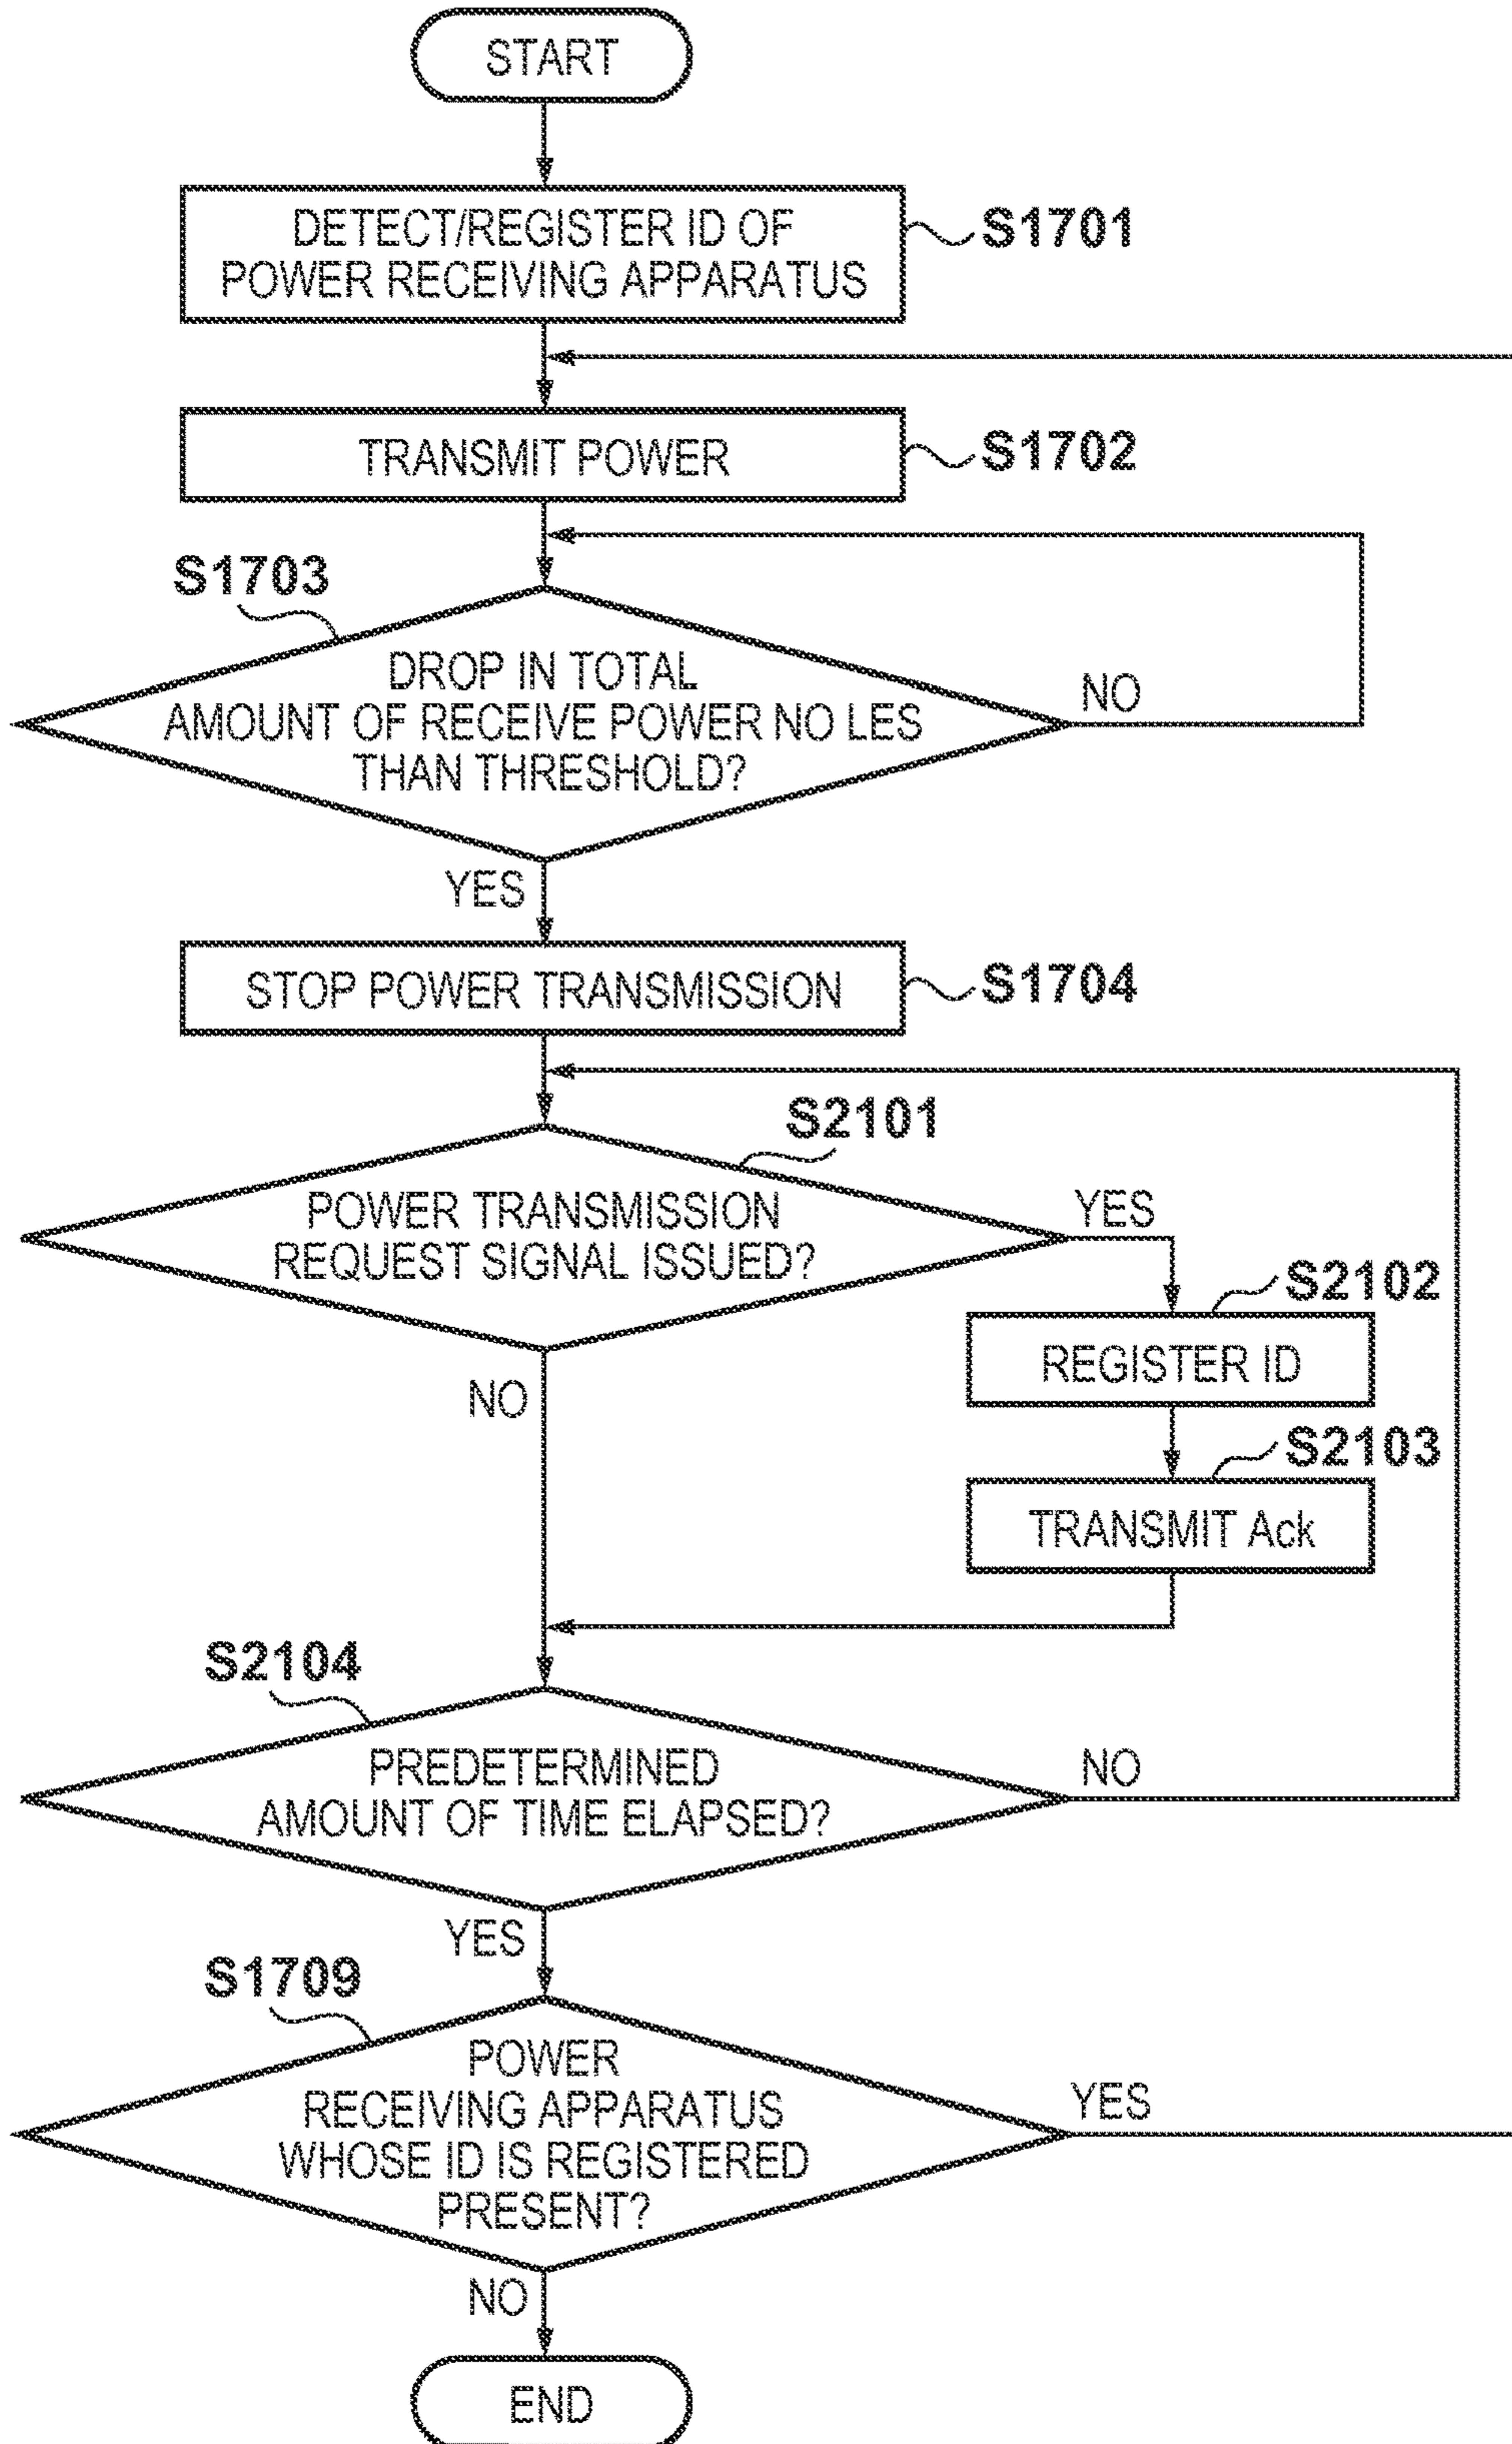 START
DETECT/REGISTER ID OF
POWER RECEIVING APPARATUS
S1701
TRANSMIT POWER
S1702
S1703
DROP IN TOTAL
AMOUNT OF RECEIVE POWER NO LES
THAN THRESHOLD?
NO
YES
STOP POWER TRANSMISSION
S1704
S2101
POWER TRANSMISSION
REQUEST SIGNAL ISSUED?
YES
S2102
REGISTER ID
NO
S2103
TRANSMIT Ack
S2104
PREDETERMINED
AMOUNT OF TIME ELAPSED?
NO
YES
S1709
POWER
RECEIVING APPARATUS
WHOSE ID IS REGISTERED
PRESENT?
YES
NO
END